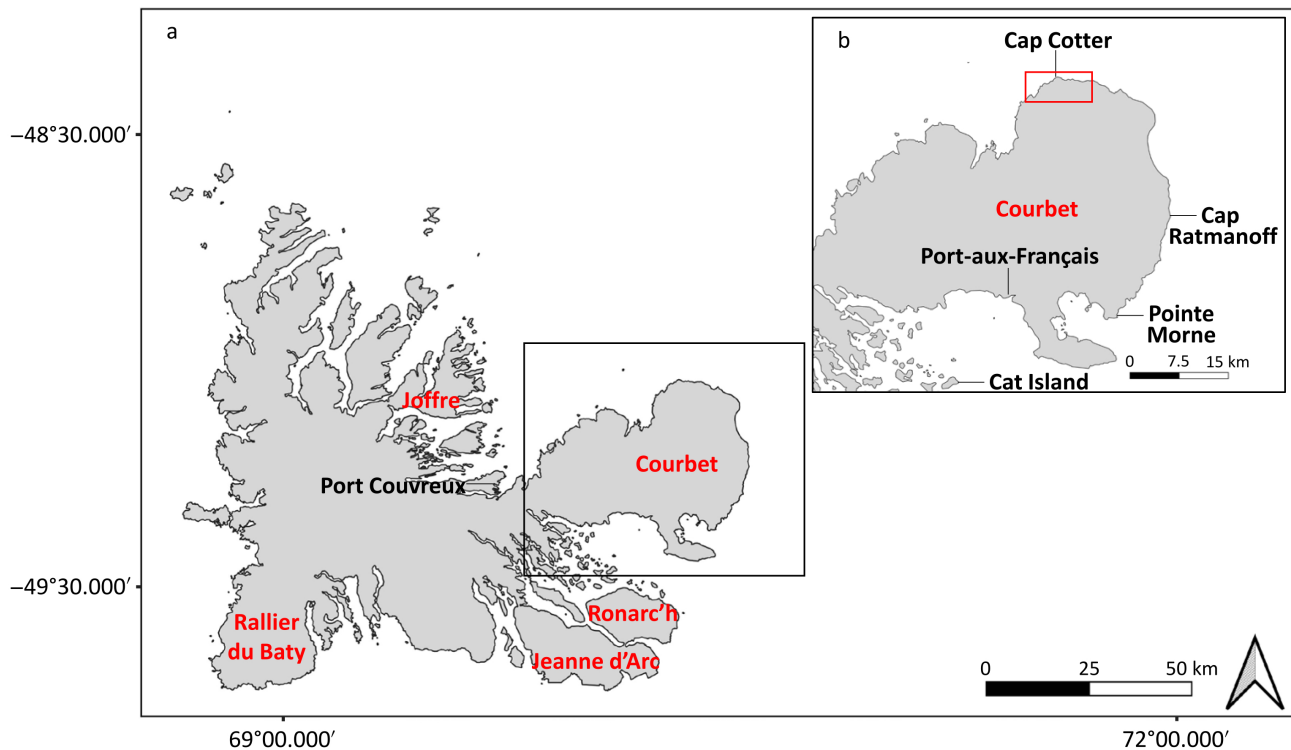 a
b
Cap Cotter
−48°30.000′
Courbet
Cap
Ratmanoff
Port-aux-Français
Pointe
Morne
0 7.5 15 km
Cat Island
Joffre
Courbet
Port Couvreux
−49°30.000′
Ronarc’h
Rallier
du Baty
Jeanne d’Arc
0 25 50 km
69°00.000′
72°00.000′